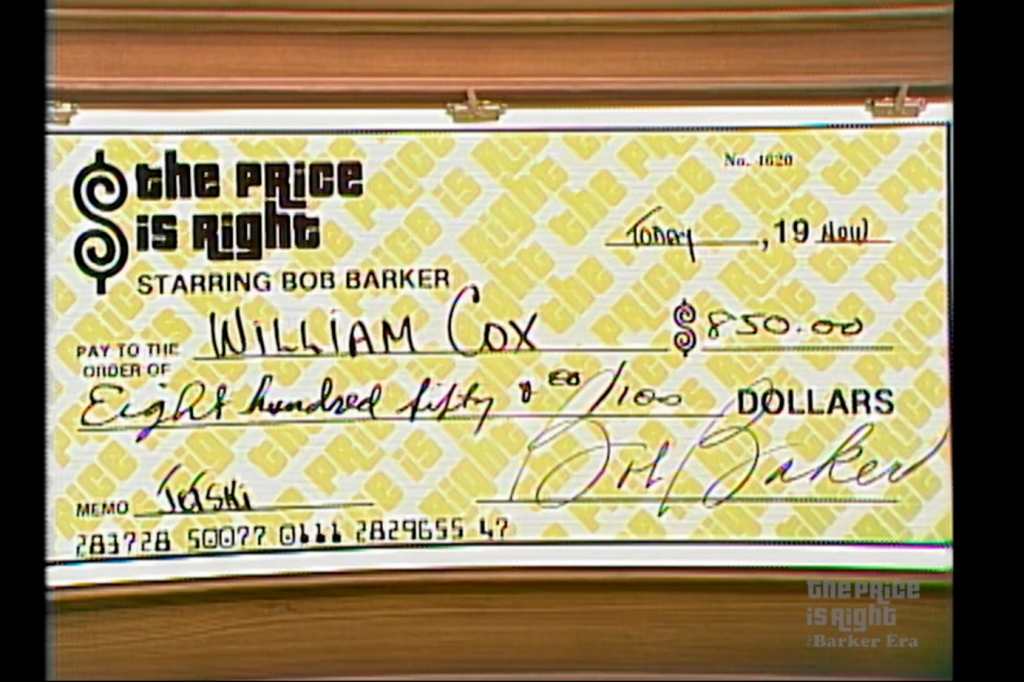 the PRice
is Right
STARRING BOB BARKER
No. 1620
TODAY, 19 NOW
PAY TO THE
ORDER OF WILLIAM COX $ 850.00
Eight hundred fifty & 00/100 DOLLARS
MEMO JETSKI Bob Barker
283728 50077 0111 2829655 47
the PRice
is Right
THE Barker Era